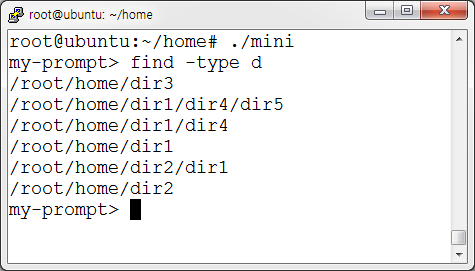 root@ubuntu: ~/home
root@ubuntu:~/home# ./mini
my-prompt> find -type d
/root/home/dir3
/root/home/dir1/dir4/dir5
/root/home/dir1/dir4
/root/home/dir1
/root/home/dir2/dir1
/root/home/dir2
my-prompt>